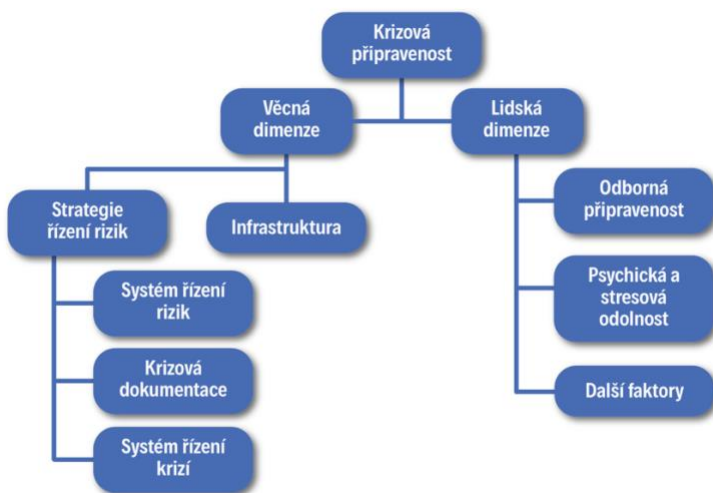 Krizová
připravenost
Věcná
dimenze
Lidská
dimenze
Strategie
řízení rizik
Infrastruktura
Odborná
připravenost
Systém řízení
rizik
Psychická a
stresová
odolnost
Krizová
dokumentace
Další faktory
Systém řízení
krizí